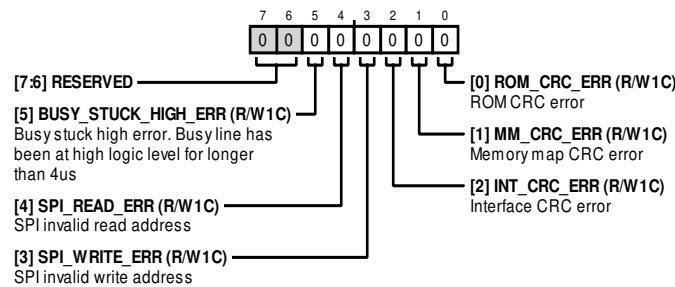 7 6 5 4 3 2 1 0
0 0 0 0 0 0 0 0
[7:6] RESERVED
[5] BUSY_STUCK_HIGH_ERR (R/W1C)
Busy stuck high error. Busy line has
been at high logic level for longer
than 4us
[4] SPI_READ_ERR (R/W1C)
SPI invalid read address
[3] SPI_WRITE_ERR (R/W1C)
SPI invalid write address
[0] ROM_CRC_ERR (R/W1C)
ROM CRC error
[1] MM_CRC_ERR (R/W1C)
Memory map CRC error
[2] INT_CRC_ERR (R/W1C)
Interface CRC error